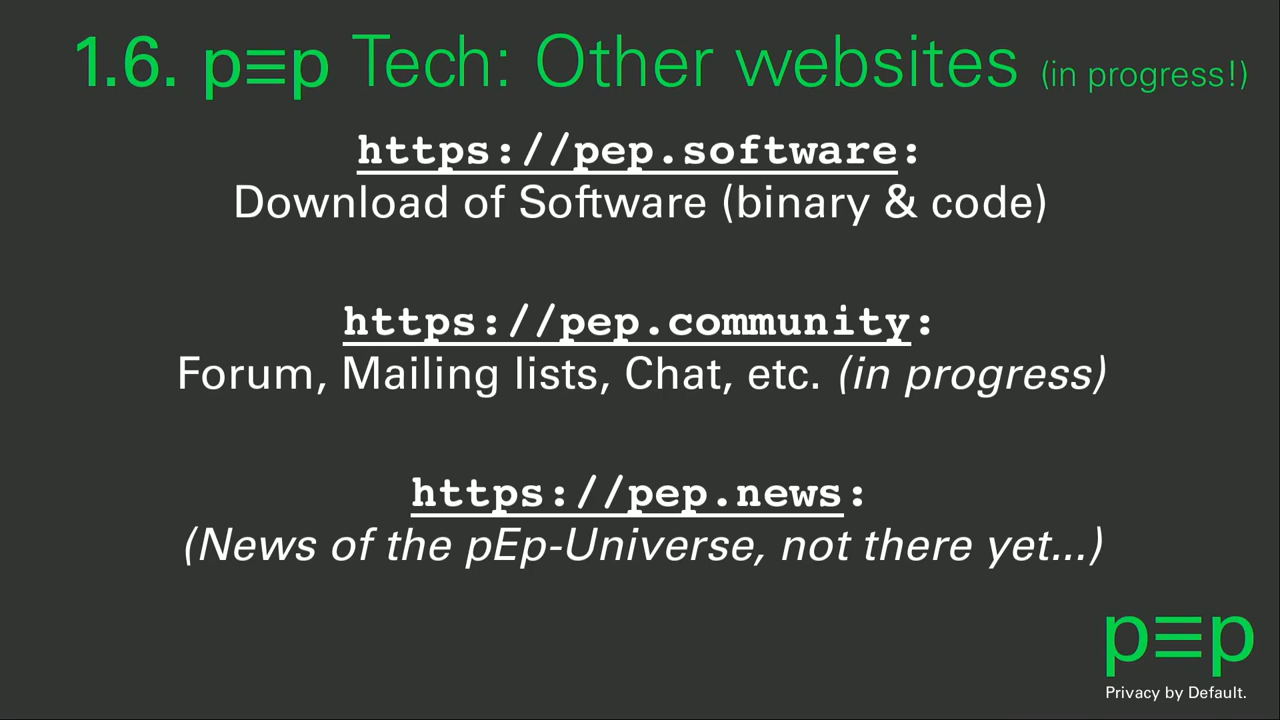 1.6. p≡p Tech: Other websites (in progress!)
https://pep.software:
Download of Software (binary & code)
https://pep.community:
Forum, Mailing lists, Chat, etc. (in progress)
https://pep.news:
(News of the pEp-Universe, not there yet...)
p≡p
Privacy by Default.